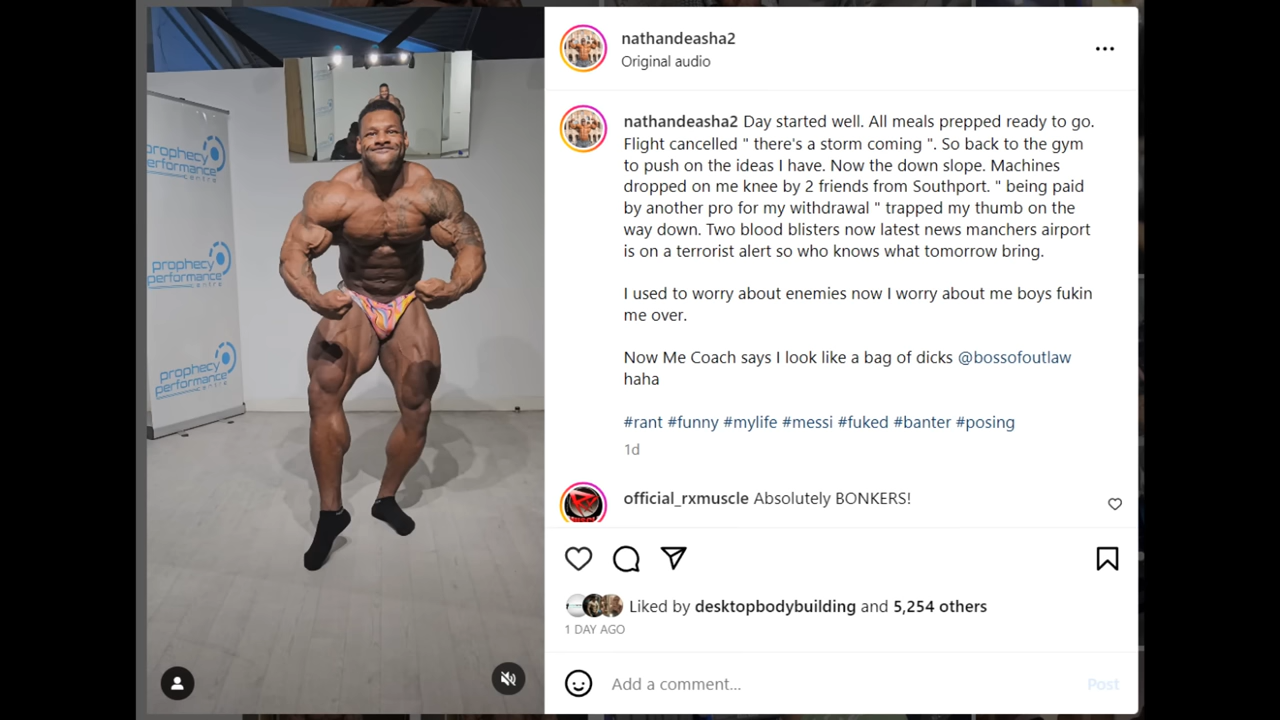 prophecy
performance
centre
prophecy
performance
centre
prophecy
performance
centre
nathandeasha2
Original audio
nathandeasha2 Day started well. All meals prepped ready to go.
Flight cancelled " there's a storm coming ". So back to the gym
to push on the ideas I have. Now the down slope. Machines
dropped on me knee by 2 friends from Southport. " being paid
by another pro for my withdrawal " trapped my thumb on the
way down. Two blood blisters now latest news manchers airport
is on a terrorist alert so who knows what tomorrow bring.
I used to worry about enemies now I worry about me boys fukin
me over.
Now Me Coach says I look like a bag of dicks @bossofoutlaw
haha
#rant #funny #mylife #messi #fuked #banter #posing
1d
official_rxmuscle Absolutely BONKERS!
Liked by desktopbodybuilding and 5,254 others
1 DAY AGO
Add a comment...
Post